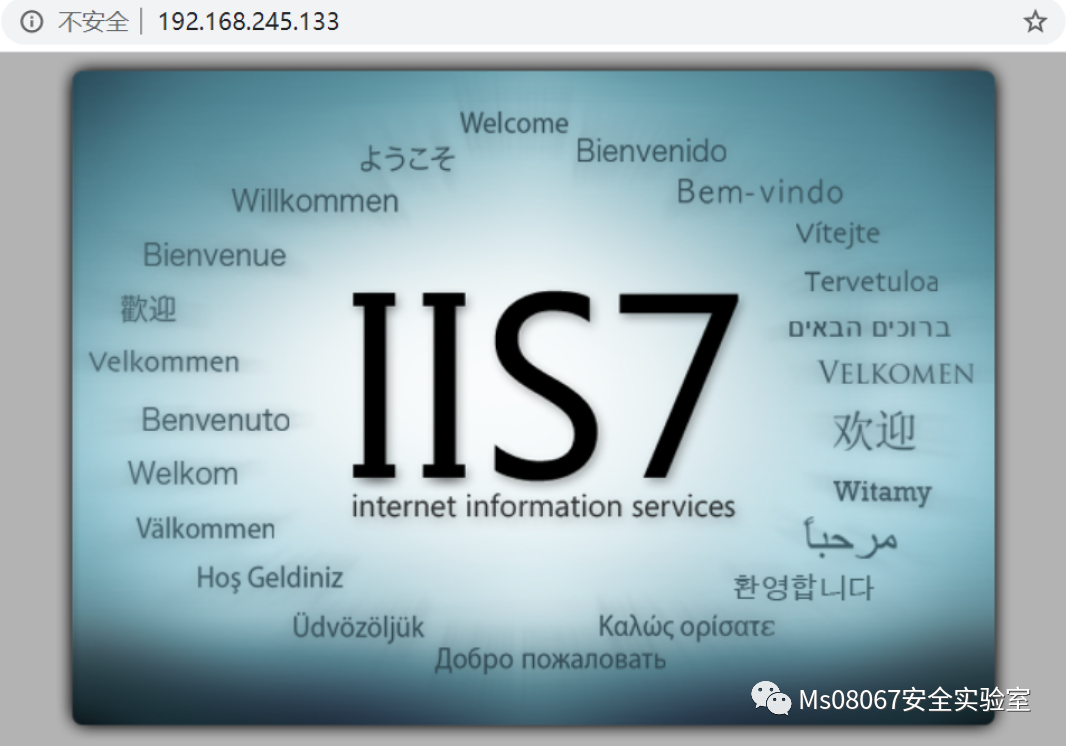 不安全 192.168.245.133
Welcome
ようこそ
Bienvenido
Willkommen
Bem-vindo
Vítejte
Bienvenue
Tervetuloa
歡迎
ברוכים הבאים
Velkommen
VELKOMEN
IIS7
Benvenuto
欢迎
Welkom
Witamy
internet information services
Välkommen
مرحباً
Hoş Geldiniz
환영합니다
Üdvözöljük
Καλώς ορίσατε
Добро пожаловать
Ms08067安全实验室